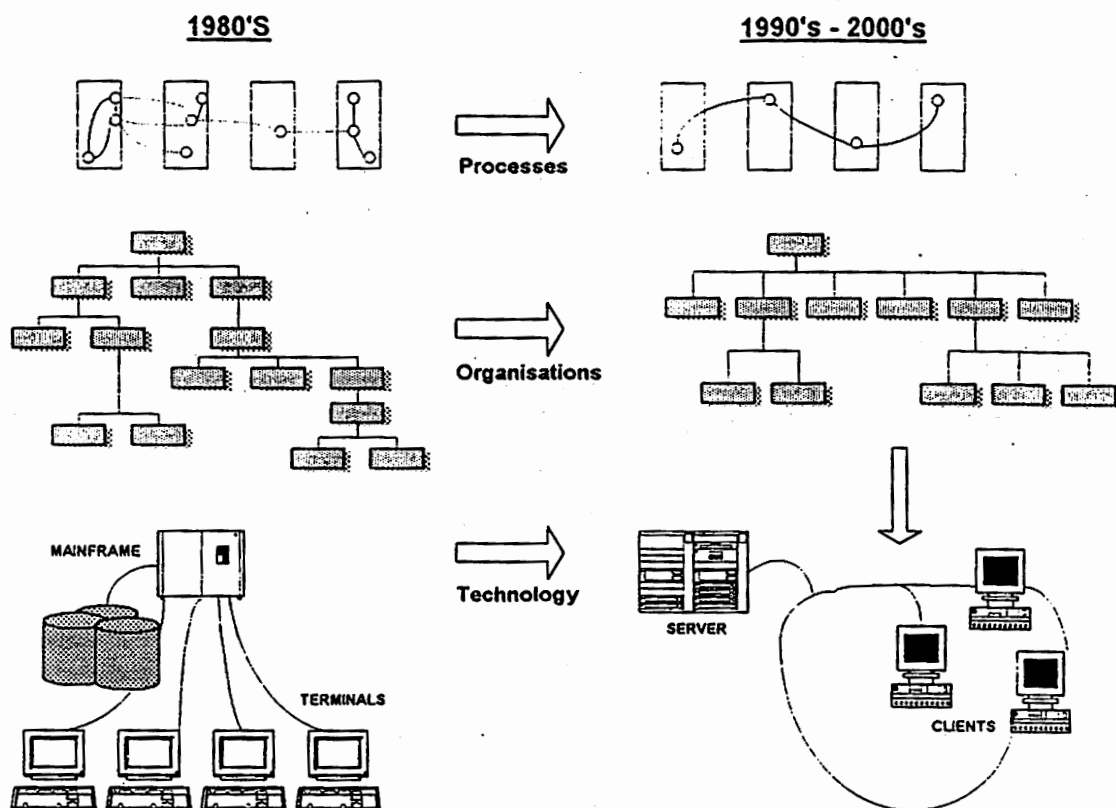 1980'S
1990's - 2000's
Processes
Organisations
MAINFRAME
Technology
SERVER
TERMINALS
CLIENTS